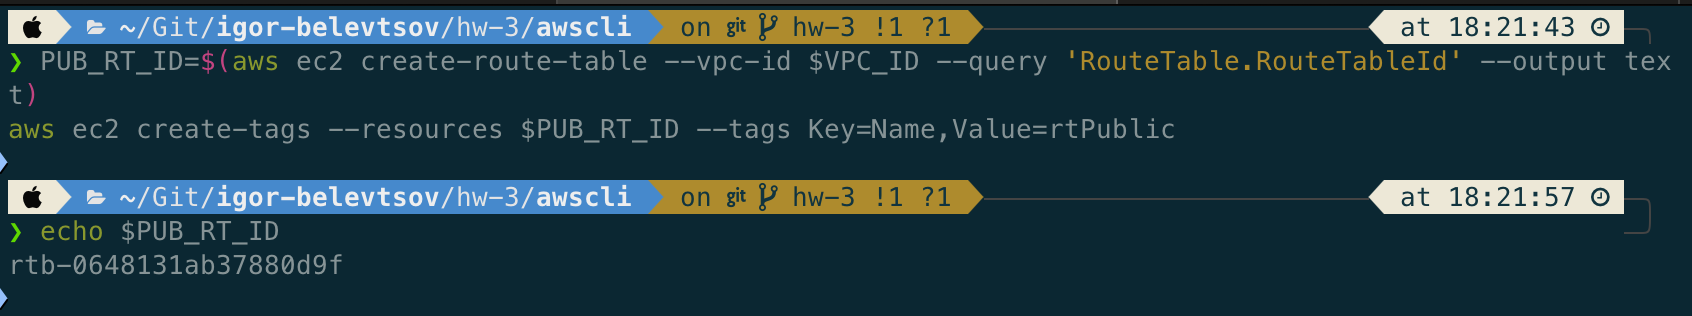 ~/Git/igor-belevtsov/hw-3/awscli on git hw-3 !1 ?1 at 18:21:43
❯ PUB_RT_ID=$(aws ec2 create-route-table --vpc-id $VPC_ID --query 'RouteTable.RouteTableId' --output tex
t)
aws ec2 create-tags --resources $PUB_RT_ID --tags Key=Name,Value=rtPublic
~/Git/igor-belevtsov/hw-3/awscli on git hw-3 !1 ?1 at 18:21:57
❯ echo $PUB_RT_ID
rtb-0648131ab37880d9f